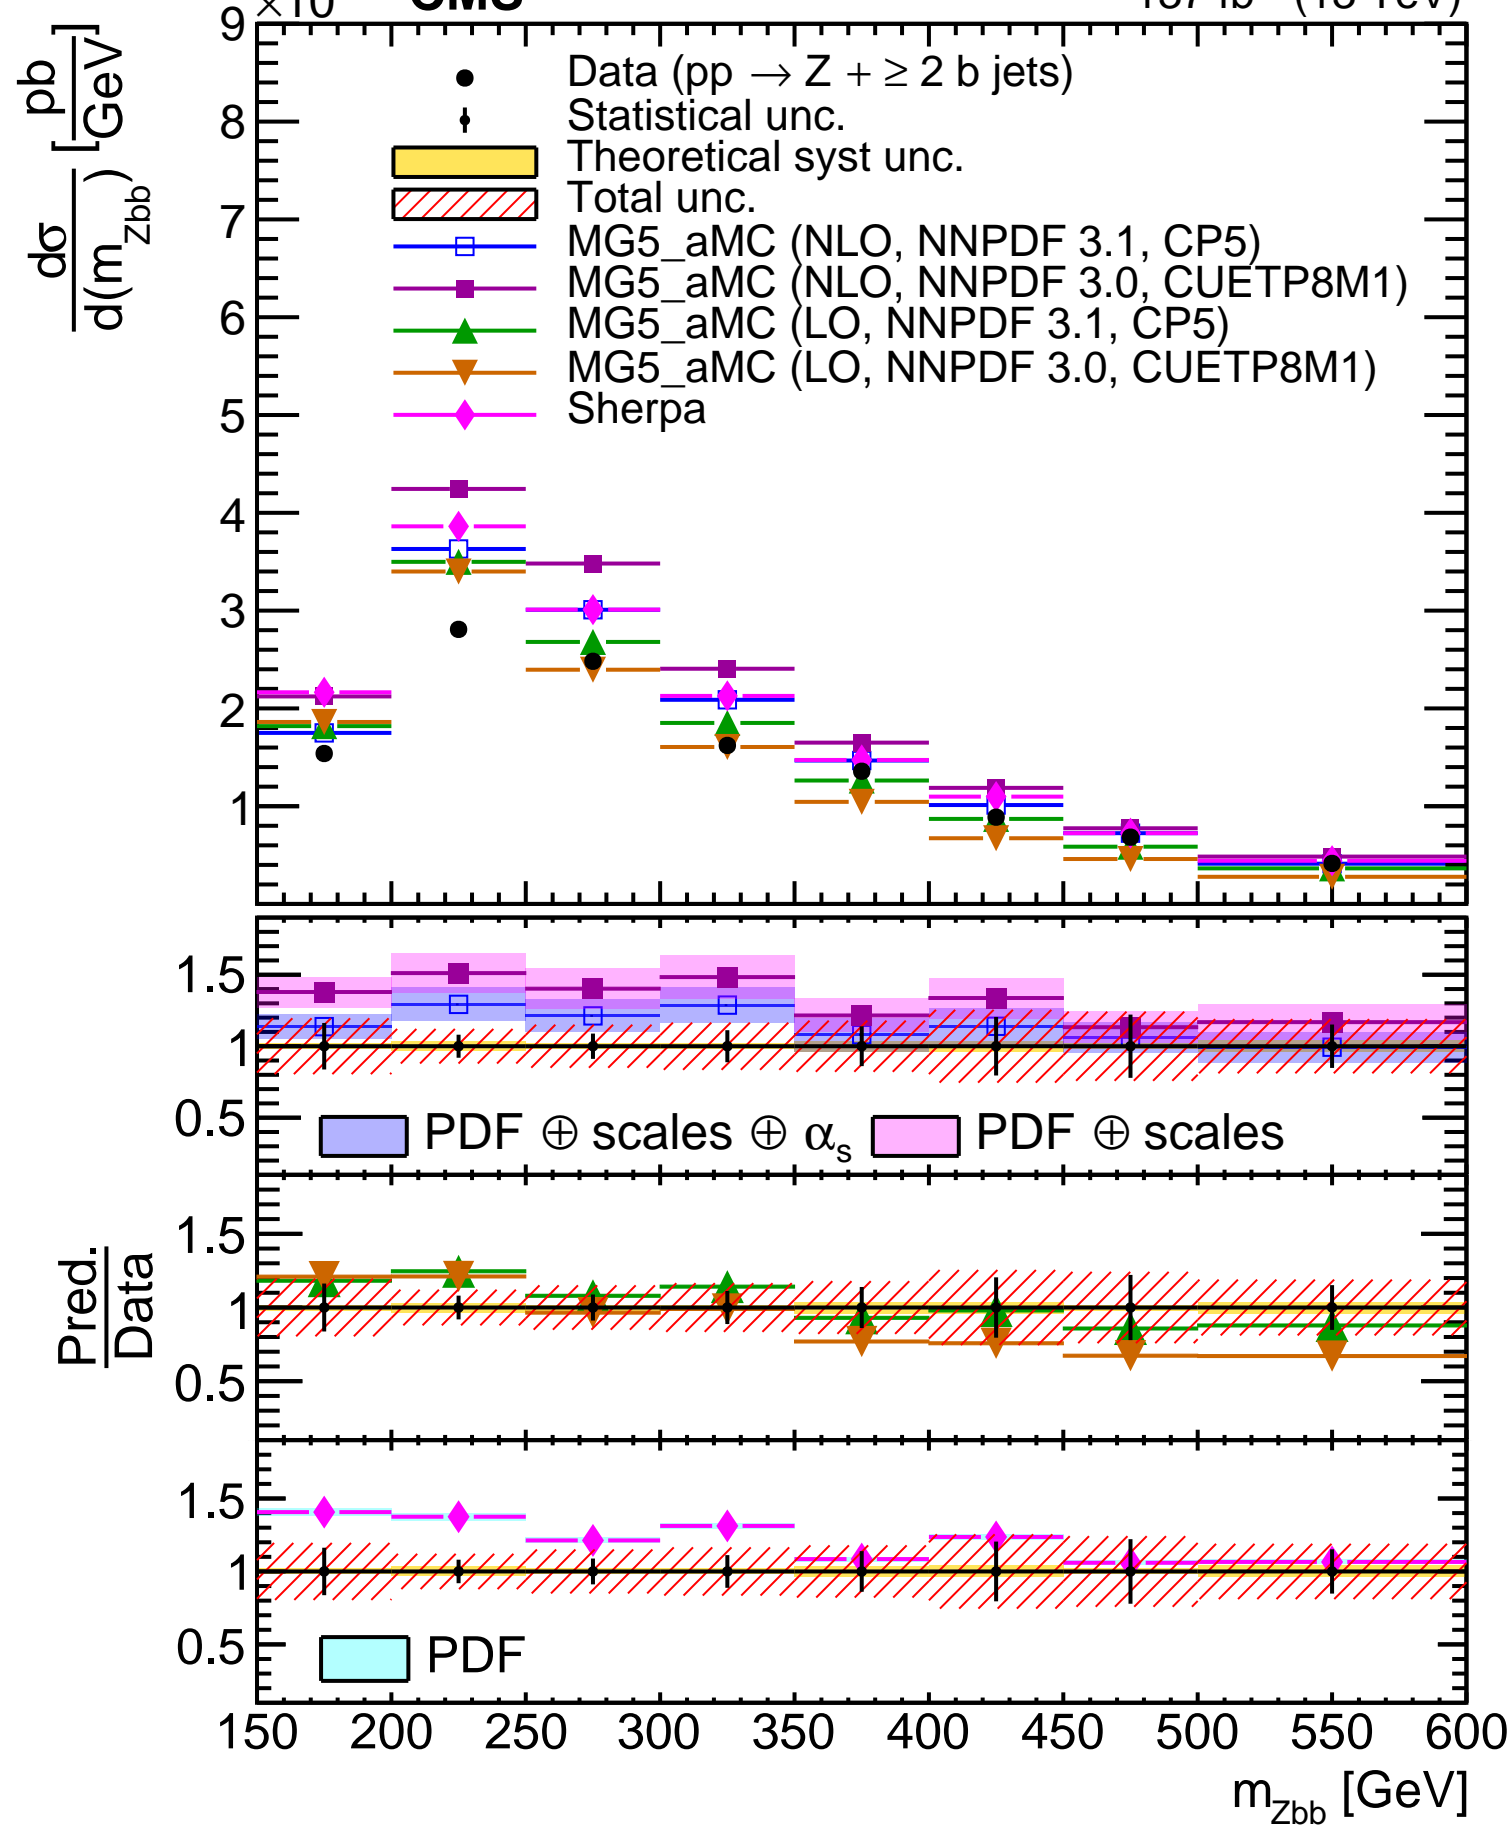 9
8
7
6
5
4
3
2
1
dσ
d(m_Zbb)
[pb
GeV]
Data (pp → Z + ≥ 2 b jets)
Statistical unc.
Theoretical syst unc.
Total unc.
MG5_aMC (NLO, NNPDF 3.1, CP5)
MG5_aMC (NLO, NNPDF 3.0, CUETP8M1)
MG5_aMC (LO, NNPDF 3.1, CP5)
MG5_aMC (LO, NNPDF 3.0, CUETP8M1)
Sherpa
1.5
1
0.5
PDF ⊕ scales ⊕ α_s
PDF ⊕ scales
Pred.
Data
1.5
1
0.5
1.5
1
0.5
PDF
150 200 250 300 350 400 450 500 550 600
m_Zbb [GeV]